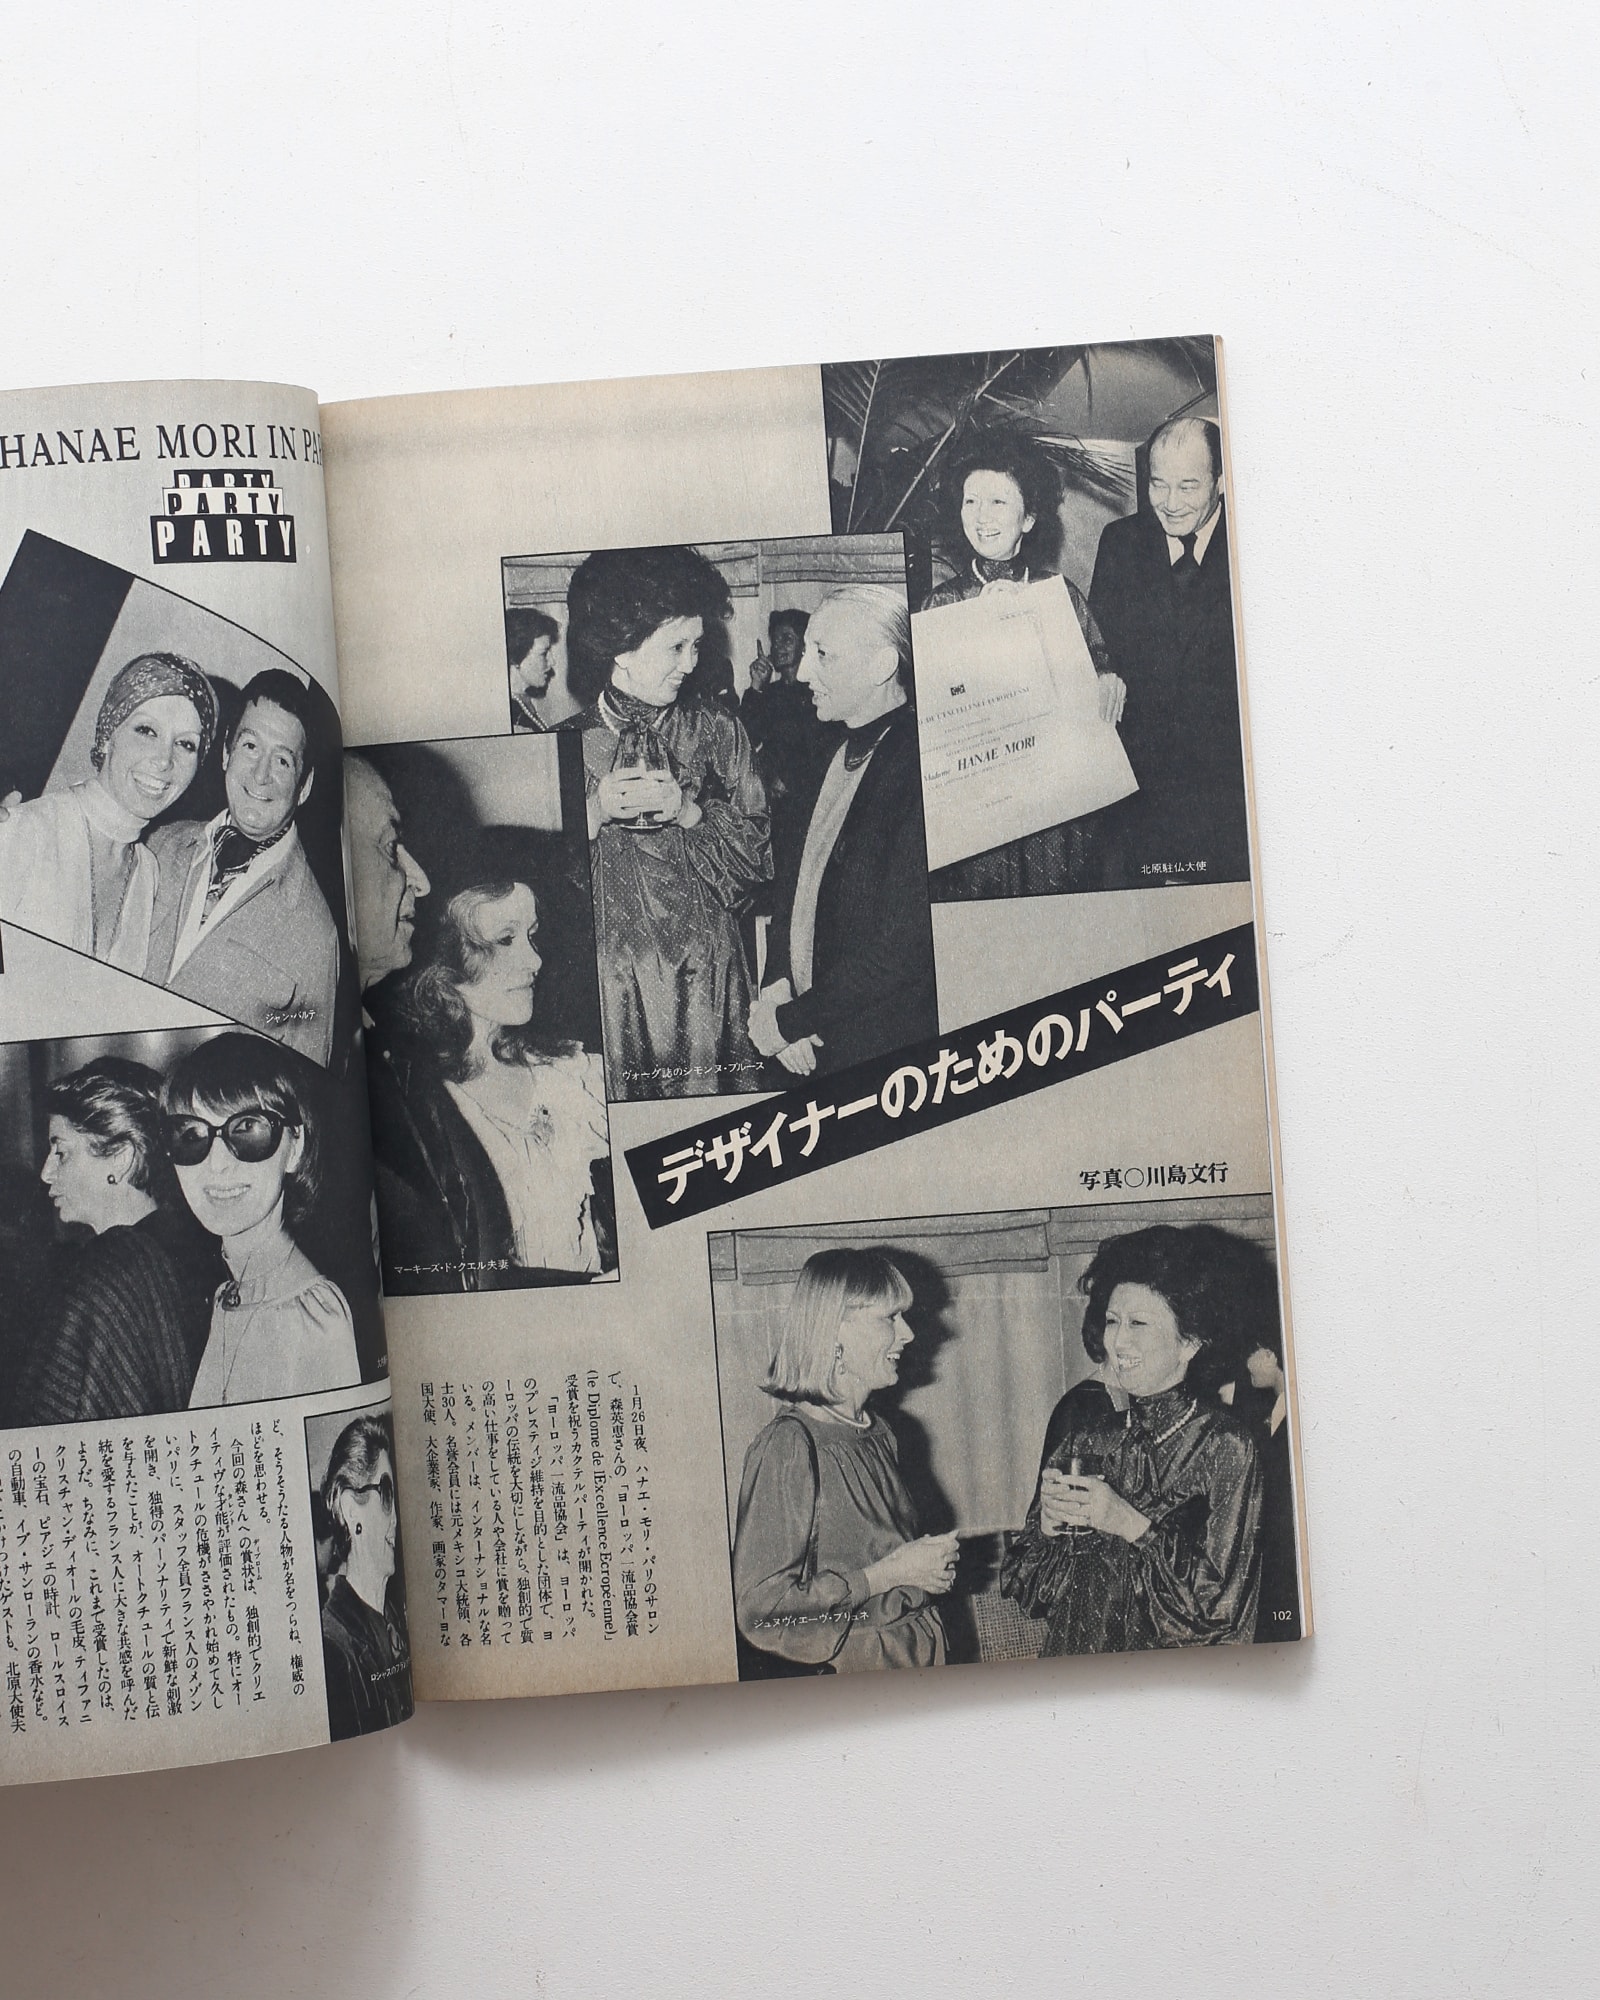 HANAE MORI IN PA
PARTY
PARTY
PARTY
ジャン・バルテ
北原駐仏大使
Madame HANAE MORI
ヴォーグ誌のシモンヌ・ブルース
マーキーズ・ド・クエル夫妻
デザイナーのためのパーティ
写真○川島文行
ジュヌヴィエーヴ・ブリュネ
102
1月26日夜、ハナエ・モリ・パリのサロン
で、森英恵さんの「ヨーロッパ一流品協会賞
(le Diplome de lExcellence Ecropéenne)」
受賞を祝うカクテルパーティが開かれた。
「ヨーロッパ一流品協会」は、ヨーロッパ
のプレスティジ維持を目的とした団体で、ヨ
ーロッパの伝統を大切にしながら、独創的で質
の高い仕事をしている人や会社に賞を贈って
いる。メンバーは、インターナショナルな名
士30人。名誉会員には元メキシコ大統領、各
国大使、大企業家、作家、画家のタマーヨな
ど、そうそうたる人物が名をつらね、権威の
ほどを思わせる。
今回の森さんへの賞状は、独創的でクリエ
イティヴな才能が評価されたもの。特にオー
トクチュールの危機がささやかれ始めて久し
いパリに、スタッフ全員フランス人のメゾン
を開き、独得のパーソナリティで新鮮な刺激
を与えたことが、オートクチュールの質と伝
統を愛するフランス人に大きな共感を呼んだ
ようだ。ちなみに、これまで受賞したのは、
クリスチャン・ディオールの毛皮、ティファニ
ーの宝石、ピアジェの時計、ロールスロイス
の自動車、イブ・サンローランの香水など。
かけつけたゲストも、北原大使夫